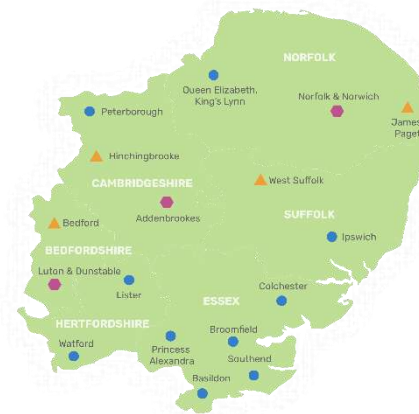 NORFOLK
Queen Elizabeth,
King's Lynn
Norfolk & Norwich
Peterborough
James
Paget
Hinchingbrooke
CAMBRIDGESHIRE
West Suffolk
Addenbrookes
SUFFOLK
Bedford
Ipswich
BEDFORDSHIRE
Luton & Dunstable
Lister
Colchester
ESSEX
HERTFORDSHIRE
Watford
Princess
Alexandra
Broomfield
Southend
Basildon